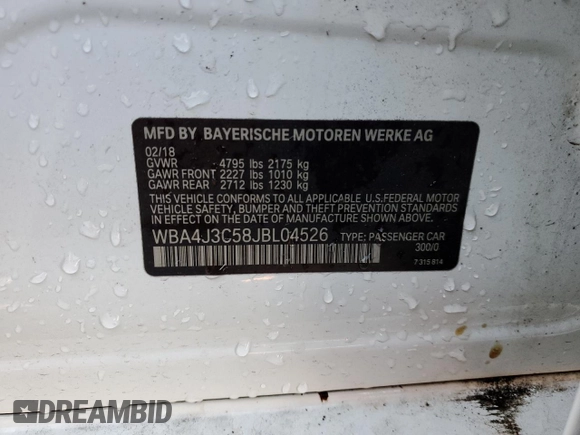 MFD BY BAYERISCHE MOTOREN WERKE AG
02/18
GVWR 4795 lbs 2175 kg
GAWR FRONT 2227 lbs 1010 kg
GAWR REAR 2712 lbs 1230 kg
THIS VEHICLE CONFORMS TO ALL APPLICABLE U.S.FEDERAL MOTOR
VEHICLE SAFETY, BUMPER AND THEFT PREVENTION STANDARDS
IN EFFECT ON THE DATE OF MANUFACTURE SHOWN ABOVE.
WBA4J3C58JBL04526 TYPE: PASSENGER CAR
300/0
7 315 814
DREAMBID